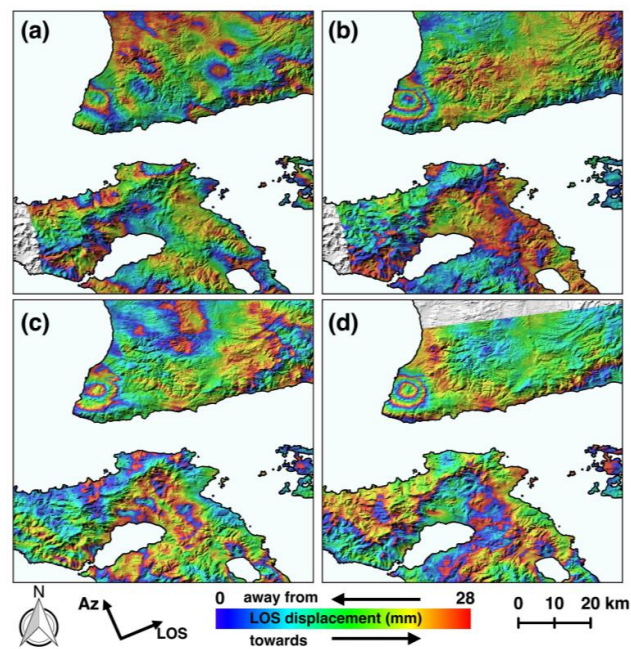 (a)
(b)
(c)
(d)
N
Az
LOS
0 away from 28
LOS displacement (mm)
towards
0 10 20 km